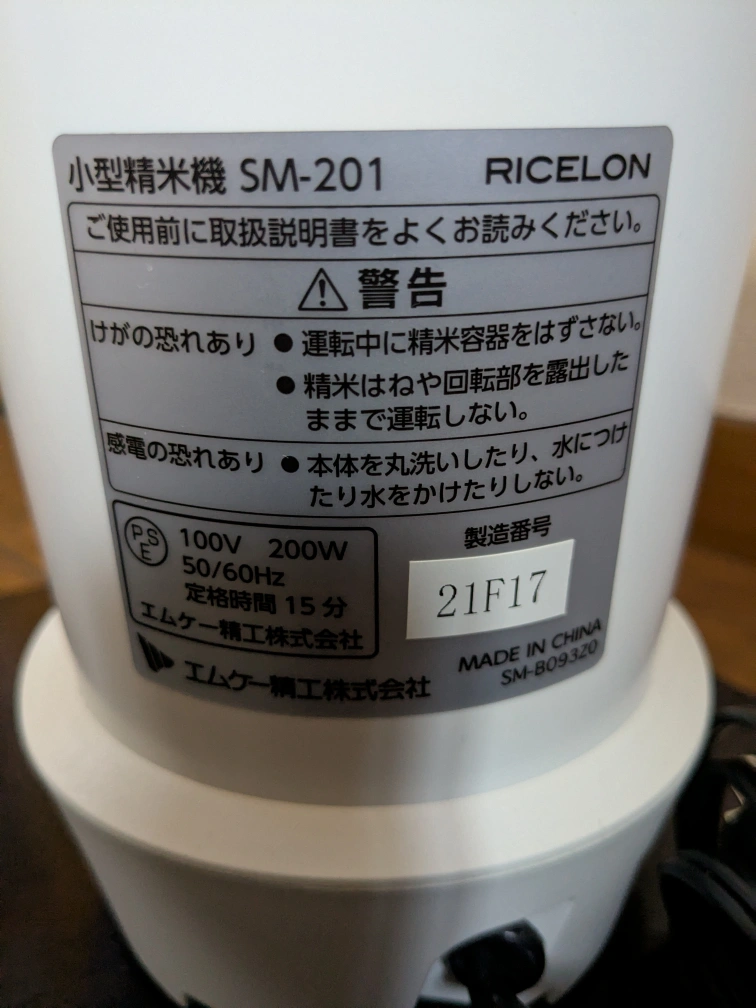 小型精米機 SM-201 RICELON
ご使用前に取扱説明書をよくお読みください。
警告
けがの恐れあり ●運転中に精米容器をはずさない。
●精米はねや回転部を露出した
ままで運転しない。
感電の恐れあり ●本体を丸洗いしたり、水につけ
たり水をかけたりしない。
PSE
100V 200W
50/60Hz
定格時間 15分
エムケー精工株式会社
製造番号
21F17
エムケー精工株式会社
MADE IN CHINA
SM-B093Z0